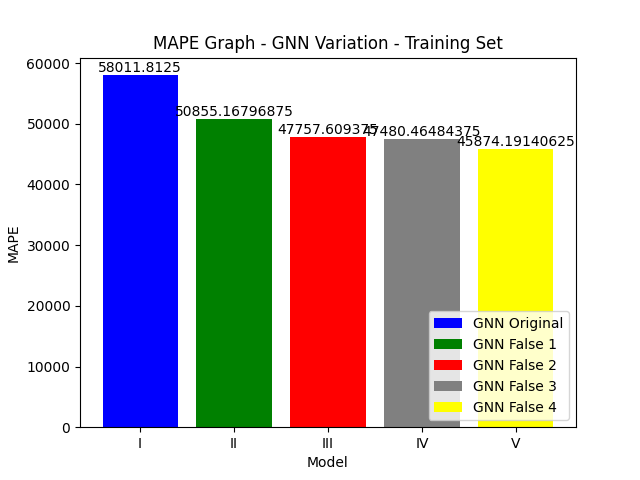 MAPE Graph - GNN Variation - Training Set
58011.8125
50855.16796875
47757.609375
47480.46484375
45874.19140625
60000
50000
40000
30000
20000
10000
0
MAPE
GNN Original
GNN False 1
GNN False 2
GNN False 3
GNN False 4
I
II
III
IV
V
Model